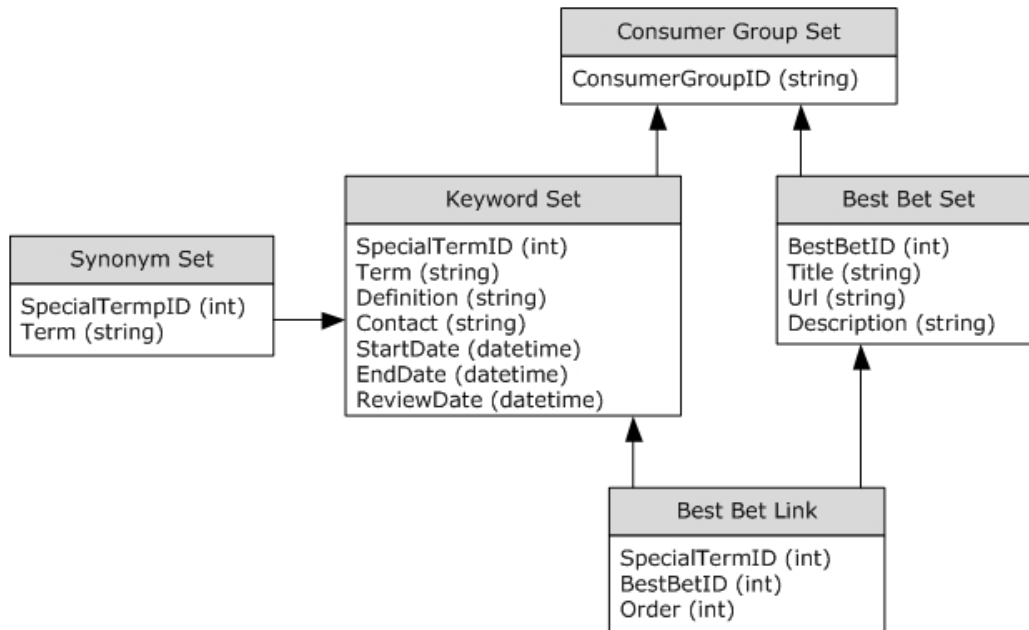 Consumer Group Set
ConsumerGroupID (string)
Keyword Set
SpecialTermID (int)
Term (string)
Definition (string)
Contact (string)
StartDate (datetime)
EndDate (datetime)
ReviewDate (datetime)
Best Bet Set
BestBetID (int)
Title (string)
Url (string)
Description (string)
Synonym Set
SpecialTermpID (int)
Term (string)
Best Bet Link
SpecialTermID (int)
BestBetID (int)
Order (int)